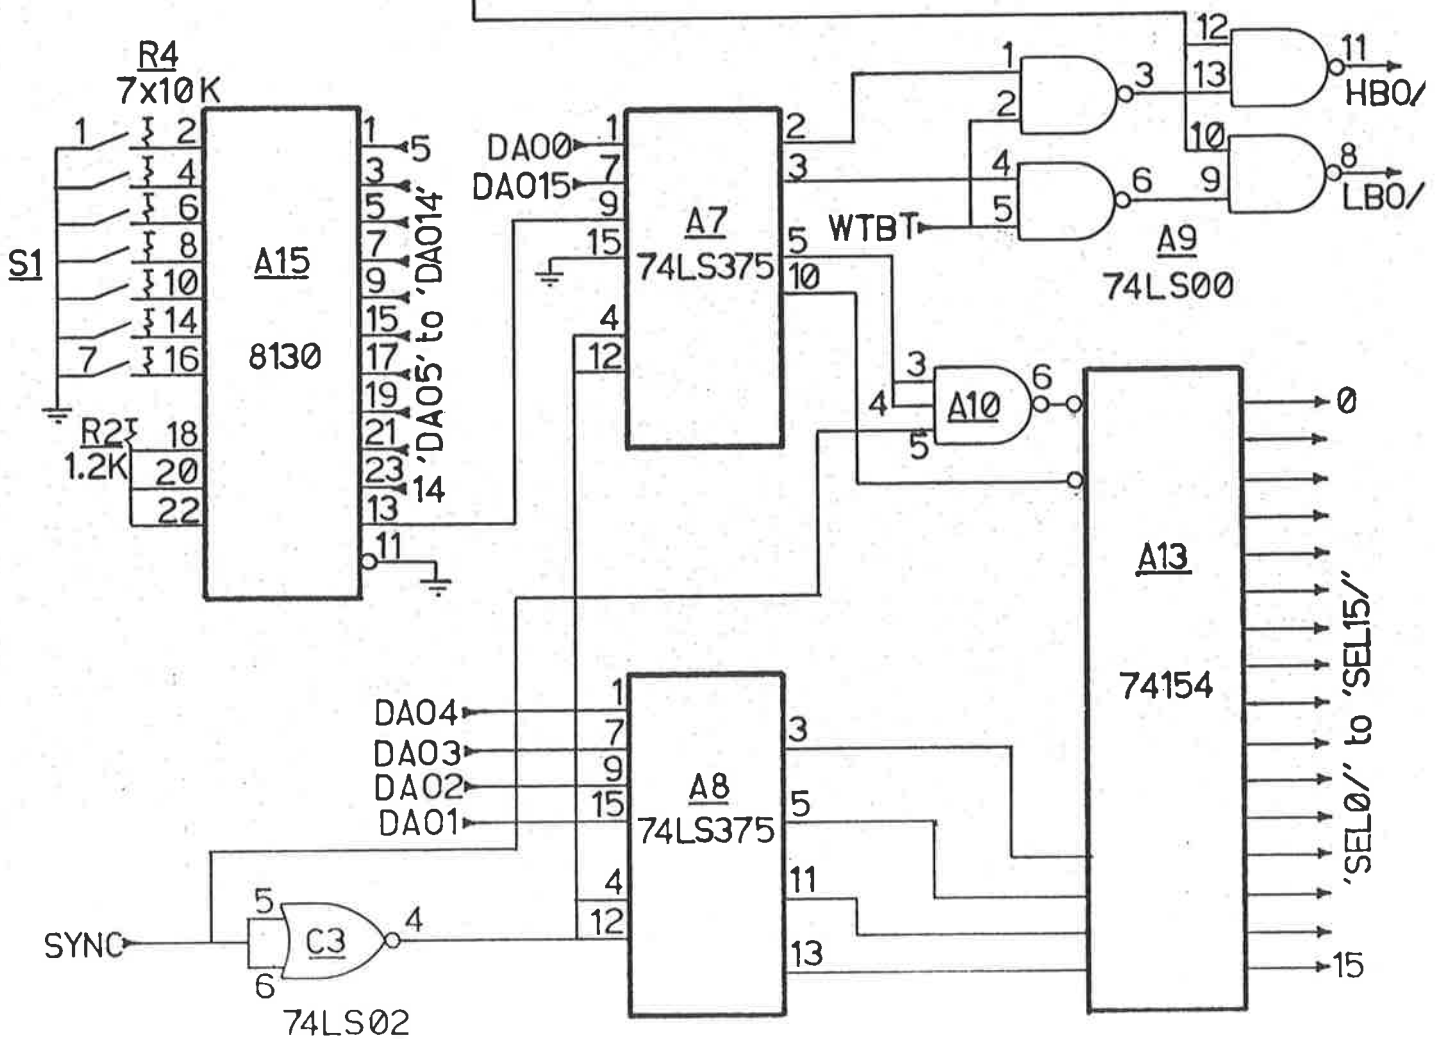 R4
7x10K
1
2
4
6
8
10
14
7
16
S1
R2
1.2K
18
20
22
A15
8130
1
5
3
5
7
9
15
17
19
21
23
14
13
11
'DA05' to 'DA014'
DA00
1
DA015
7
9
15
4
12
A7
74LS375
2
3
5
10
1
2
3
4
5
6
WTBT
12
13
11
HB0/
10
9
8
LB0/
A9
74LS00
3
4
5
A10
6
A13
74154
0
15
'SEL0/' to 'SEL15/'
DA04
1
DA03
7
DA02
9
DA01
15
4
12
A8
74LS375
3
5
11
13
SYNC
5
6
C3
4
74LS02